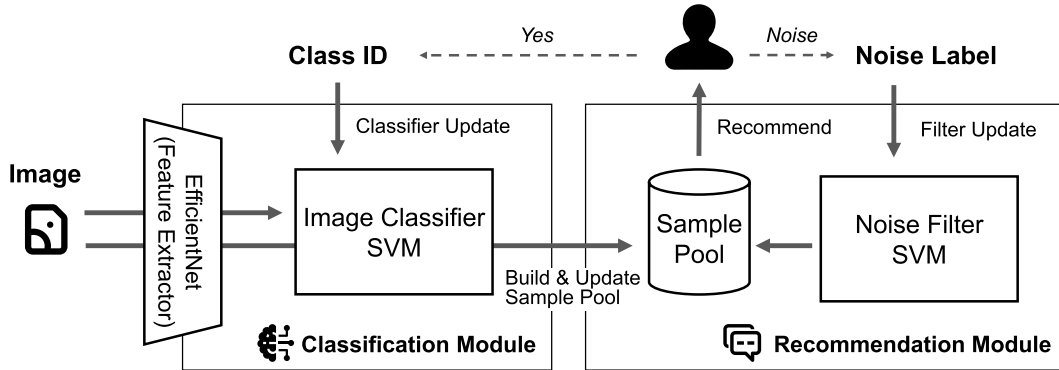 Yes
Noise
Class ID
Noise Label
Classifier Update
Recommend
Filter Update
Image
EfficientNet
(Feature Extractor)
Image Classifier
SVM
Sample
Pool
Noise Filter
SVM
Build & Update
Sample Pool
Classification Module
Recommendation Module